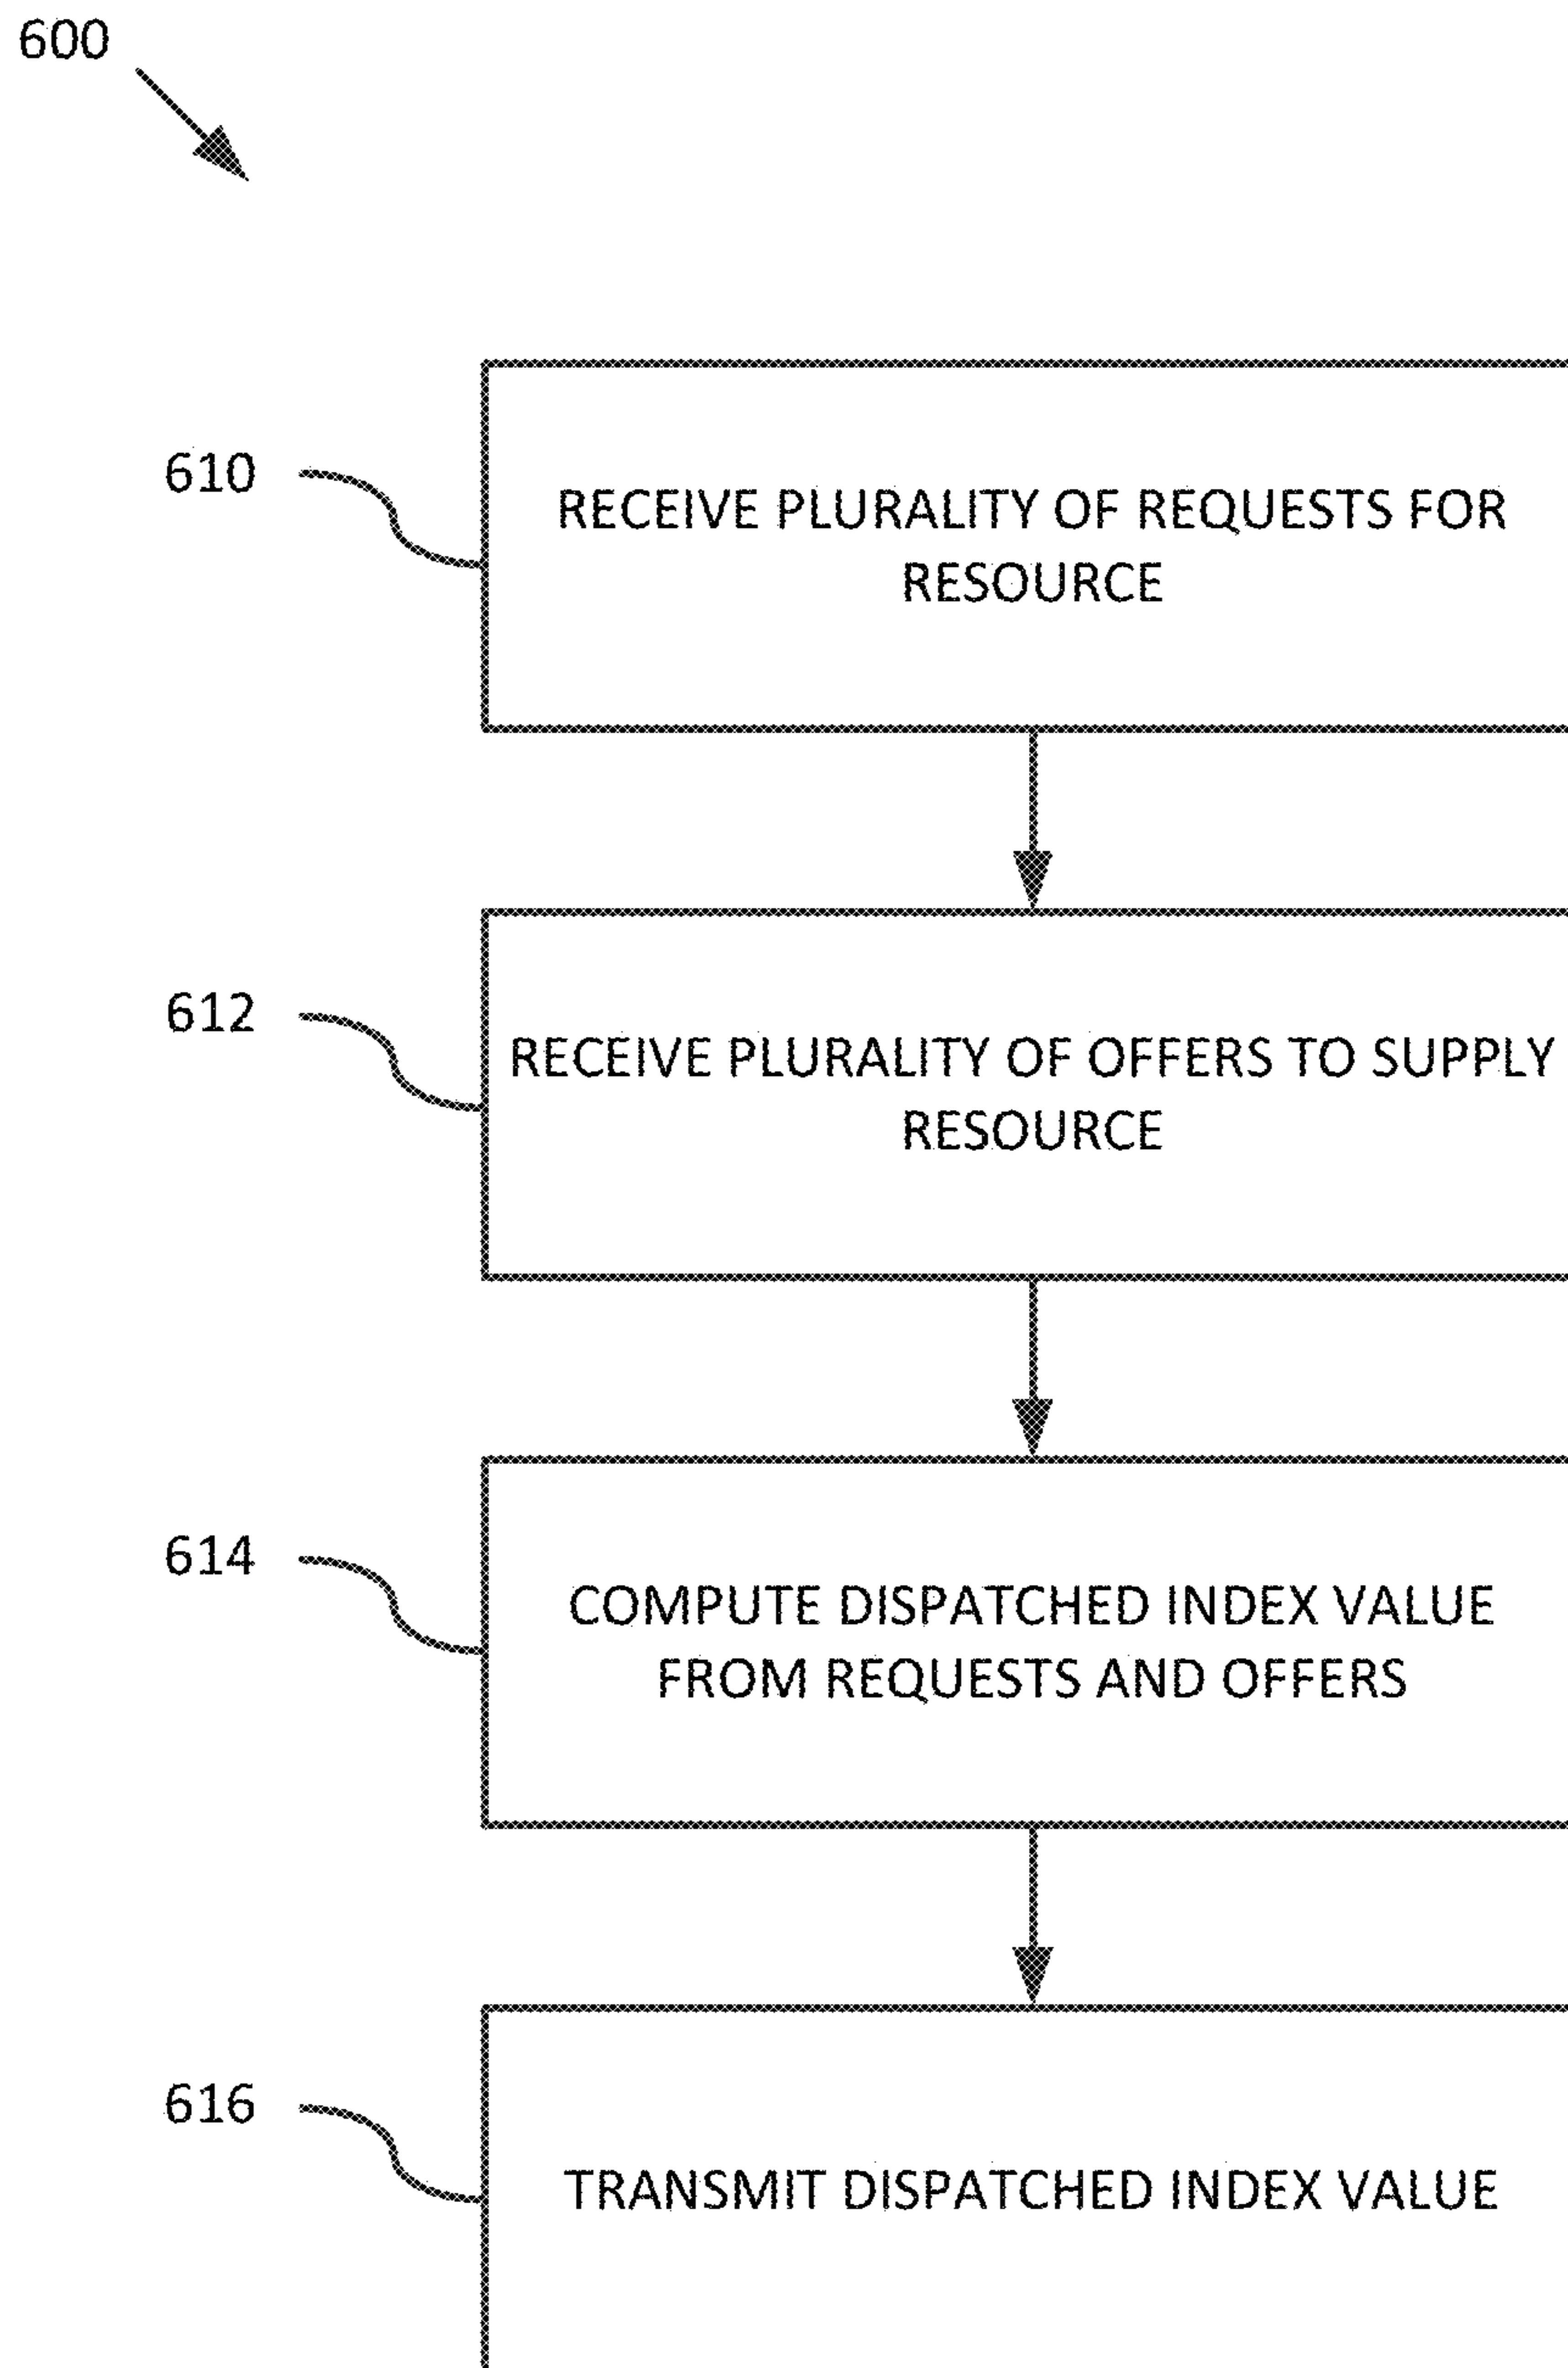 600
610
RECEIVE PLURALITY OF REQUESTS FOR
RESOURCE
612
RECEIVE PLURALITY OF OFFERS TO SUPPLY
RESOURCE
614
COMPUTE DISPATCHED INDEX VALUE
FROM REQUESTS AND OFFERS
616
TRANSMIT DISPATCHED INDEX VALUE